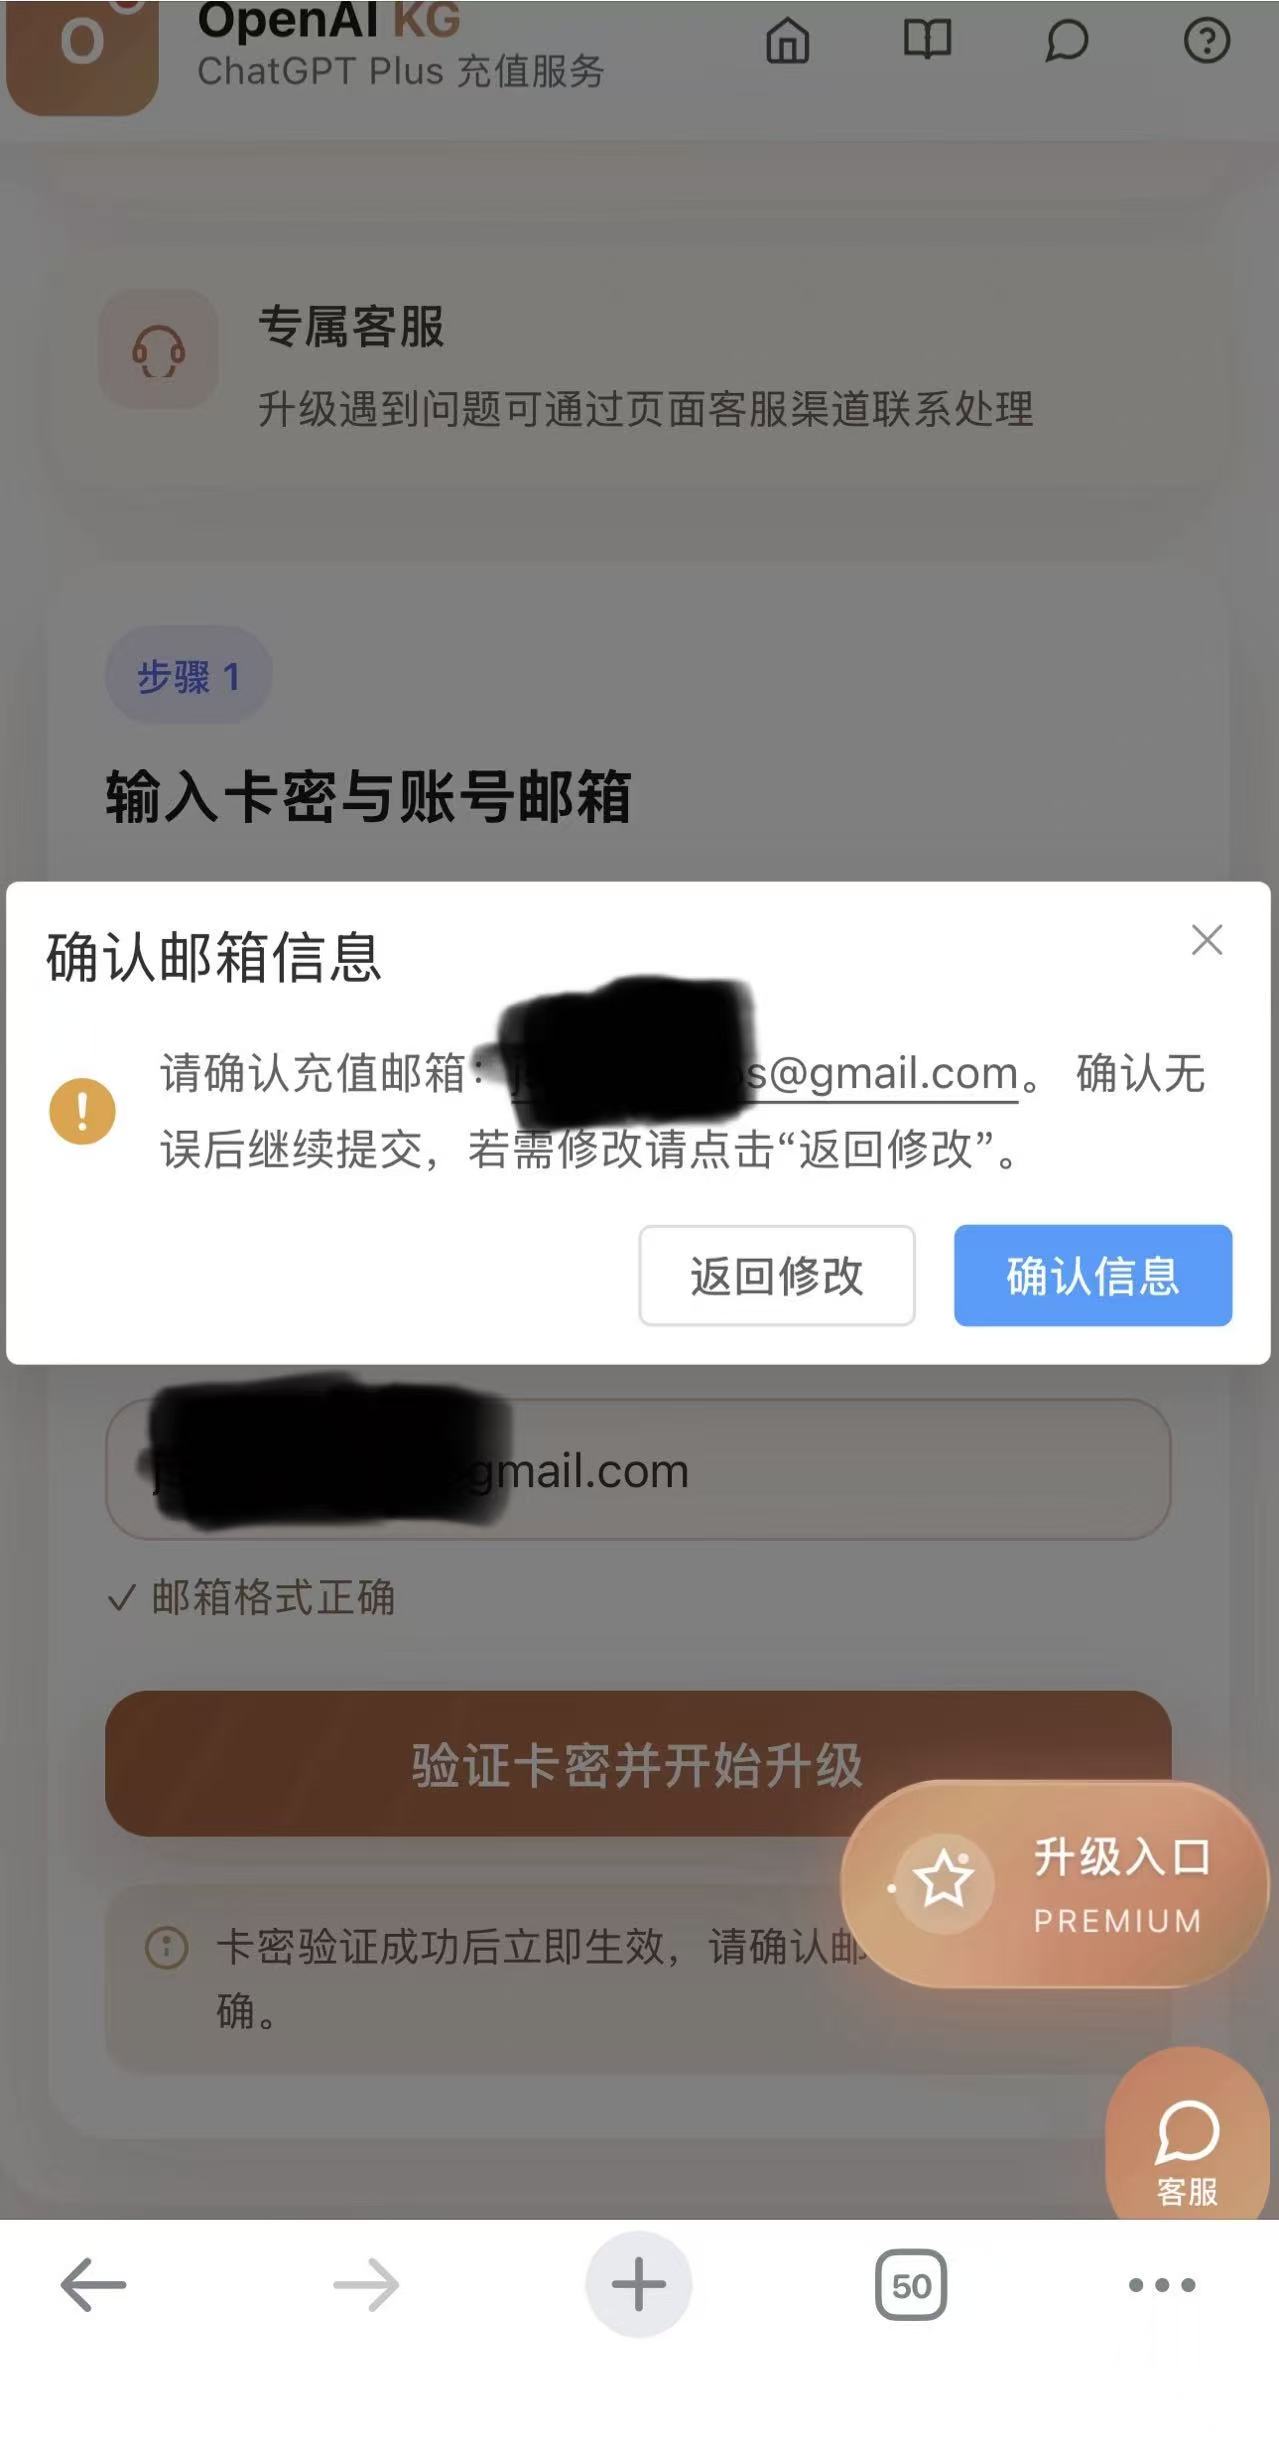 OpenAI KG
O
ChatGPT Plus 充值服务
专属客服
升级遇到问题可通过页面客服渠道联系处理
步骤 1
输入卡密与账号邮箱
确认邮箱信息
请确认充值邮箱: s@gmail.com。 确认无
误后继续提交，若需修改请点击“返回修改”。
返回修改
确认信息
gmail.com
✓ 邮箱格式正确
验证卡密并开始升级
升级入口
PREMIUM
卡密验证成功后立即生效，请确认邮
确。
客服
50